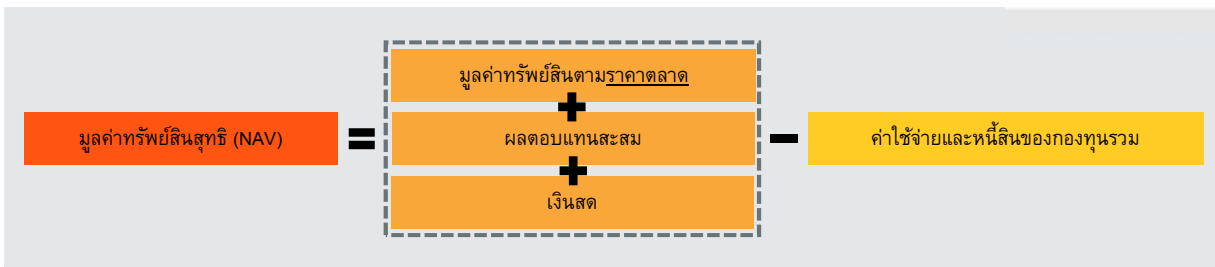 มูลค่าทรัพย์สินสุทธิ (NAV)
=
มูลค่าทรัพย์สินตามราคาตลาด
+
ผลตอบแทนสะสม
+
เงินสด
-
ค่าใช้จ่ายและหนี้สินของกองทุนรวม